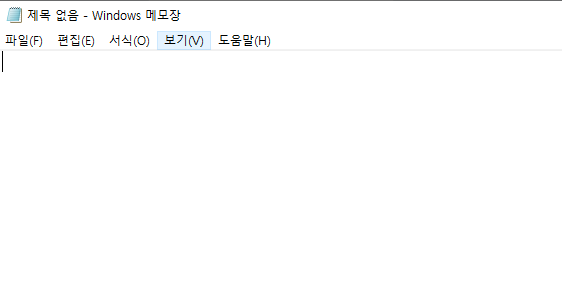 제목 없음 - Windows 메모장
파일(F) 편집(E) 서식(O) 보기(V) 도움말(H)